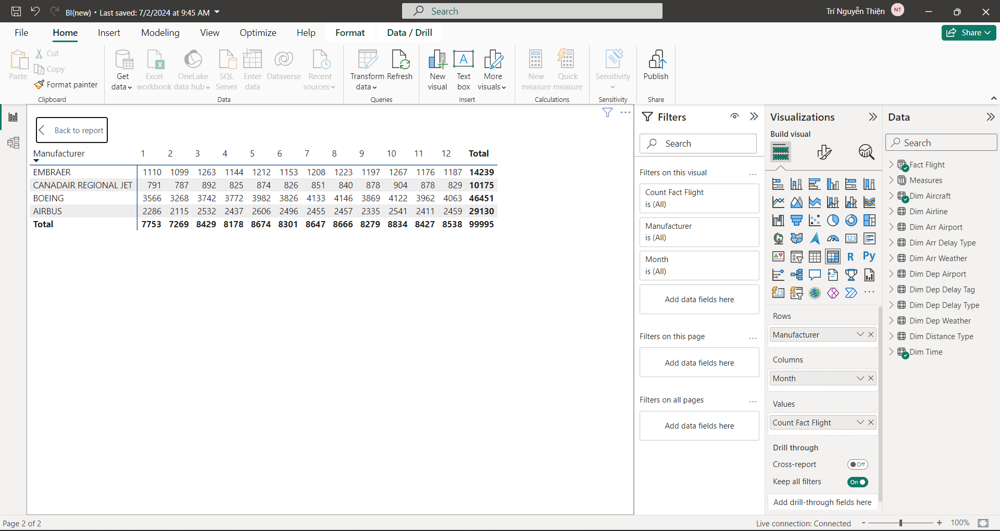 BI(new) • Last saved: 7/2/2024 at 9:45 AM
Search
Trí Nguyễn Thiện
NT
File
Home
Insert
Modeling
View
Optimize
Help
Format
Data / Drill
Share
Paste
Cut
Copy
Format painter
Clipboard
Get data
Excel workbook
OneLake data hub
SQL Server
Enter data
Dataverse
Recent sources
Data
Transform data
Refresh
Queries
New visual
Text box
More visuals
Insert
New measure
Quick measure
Calculations
Sensitivity
Sensitivity
Publish
Share
Back to report
Manufacturer 1 2 3 4 5 6 7 8 9 10 11 12 Total
EMBRAER 1110 1099 1263 1144 1212 1153 1208 1223 1197 1267 1176 1187 14239
CANADAIR REGIONAL JET 791 787 892 825 874 826 851 840 878 904 878 829 10175
BOEING 3566 3268 3742 3772 3982 3826 4133 4146 3869 4122 3962 4063 46451
AIRBUS 2286 2115 2532 2437 2606 2496 2455 2457 2335 2541 2411 2459 29130
Total 7753 7269 8429 8178 8674 8301 8647 8666 8279 8834 8427 8538 99995
Filters
Search
Filters on this visual
Count Fact Flight
is (All)
Manufacturer
is (All)
Month
is (All)
Add data fields here
Filters on this page
Add data fields here
Filters on all pages
Add data fields here
Visualizations
Build visual
123
R
Py
123
Rows
Manufacturer
Columns
Month
Values
Count Fact Flight
Drill through
Cross-report
Off
Keep all filters
On
Add drill-through fields here
Data
Search
Fact Flight
Measures
Dim Aircraft
Dim Airline
Dim Arr Airport
Dim Arr Delay Type
Dim Arr Weather
Dim Dep Airport
Dim Dep Delay Tag
Dim Dep Delay Type
Dim Dep Weather
Dim Distance Type
Dim Time
Page 2 of 2
Live connection: Connected
- + 100%